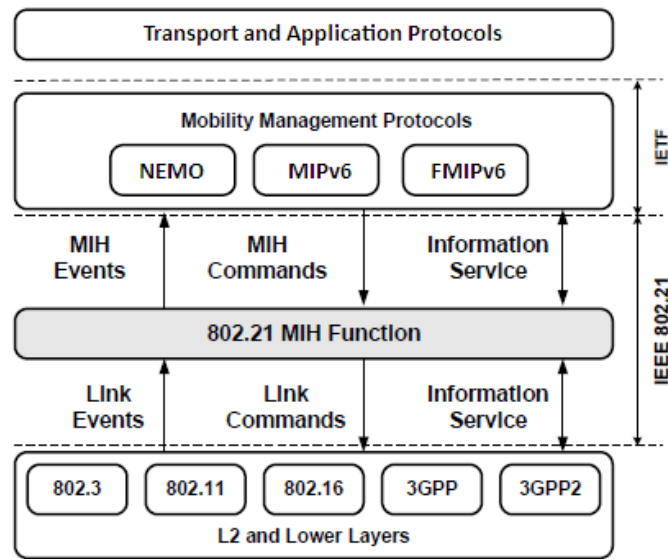 Transport and Application Protocols
Mobility Management Protocols
NEMO
MIPv6
FMIPv6
IETF
MIH
Events
MIH
Commands
Information
Service
802.21 MIH Function
IEEE 802.21
Link
Events
Link
Commands
Information
Service
802.3
802.11
802.16
3GPP
3GPP2
L2 and Lower Layers